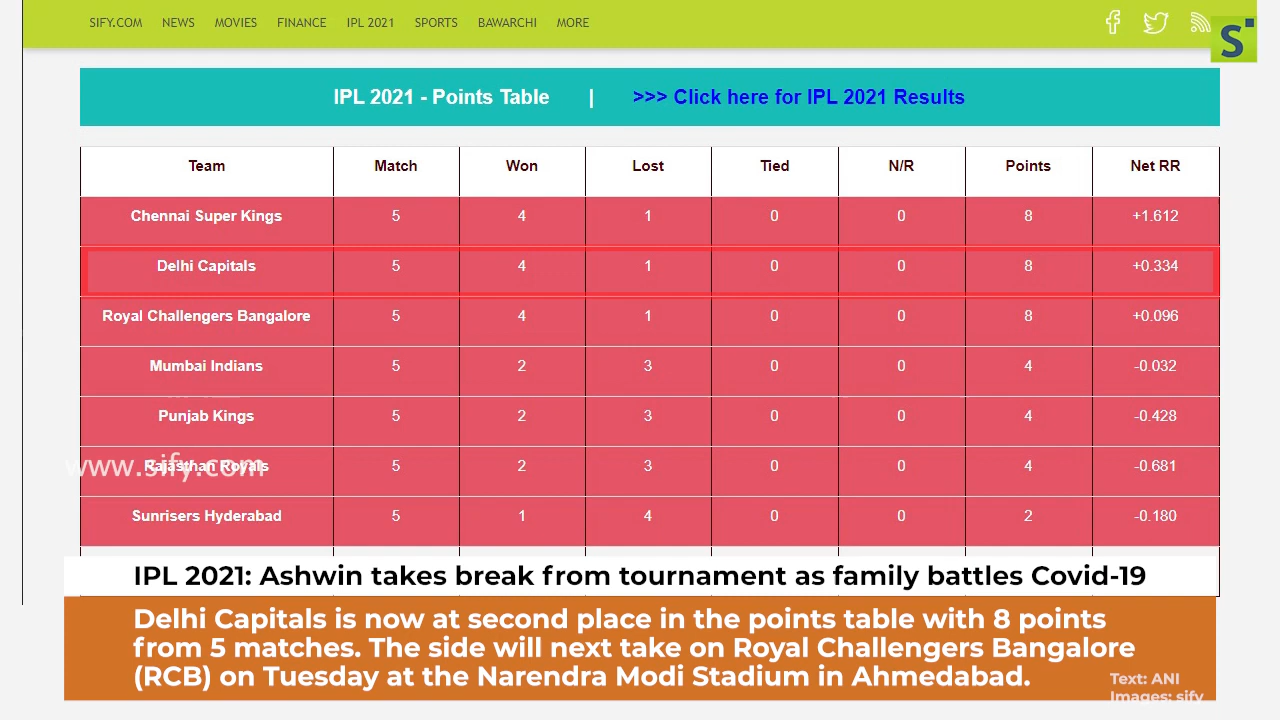 SIFY.COM NEWS MOVIES FINANCE IPL 2021 SPORTS BAWARCHI MORE
S
IPL 2021 - Points Table | >>> Click here for IPL 2021 Results
Team Match Won Lost Tied N/R Points Net RR
Chennai Super Kings 5 4 1 0 0 8 +1.612
Delhi Capitals 5 4 1 0 0 8 +0.334
Royal Challengers Bangalore 5 4 1 0 0 8 +0.096
Mumbai Indians 5 2 3 0 0 4 -0.032
Punjab Kings 5 2 3 0 0 4 -0.428
Rajasthan Royals 5 2 3 0 0 4 -0.681
www.sify.com
Sunrisers Hyderabad 5 1 4 0 0 2 -0.180
IPL 2021: Ashwin takes break from tournament as family battles Covid-19
Delhi Capitals is now at second place in the points table with 8 points
from 5 matches. The side will next take on Royal Challengers Bangalore
(RCB) on Tuesday at the Narendra Modi Stadium in Ahmedabad.
Text: ANI
Images: sify